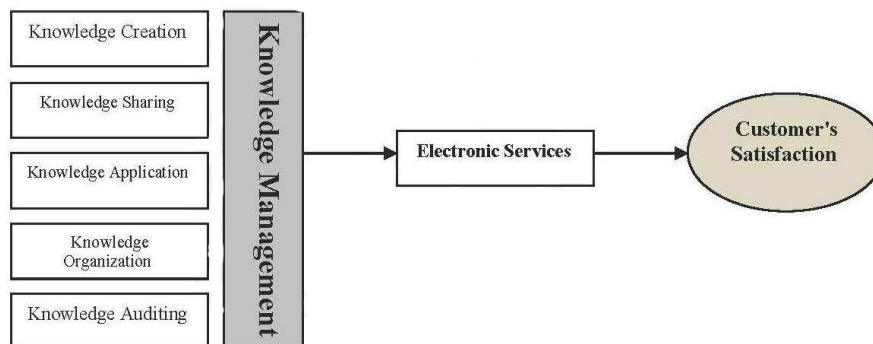 Knowledge Creation
Knowledge Sharing
Knowledge Application
Knowledge
Organization
Knowledge Auditing
Knowledge Management
Electronic Services
Customer's
Satisfaction